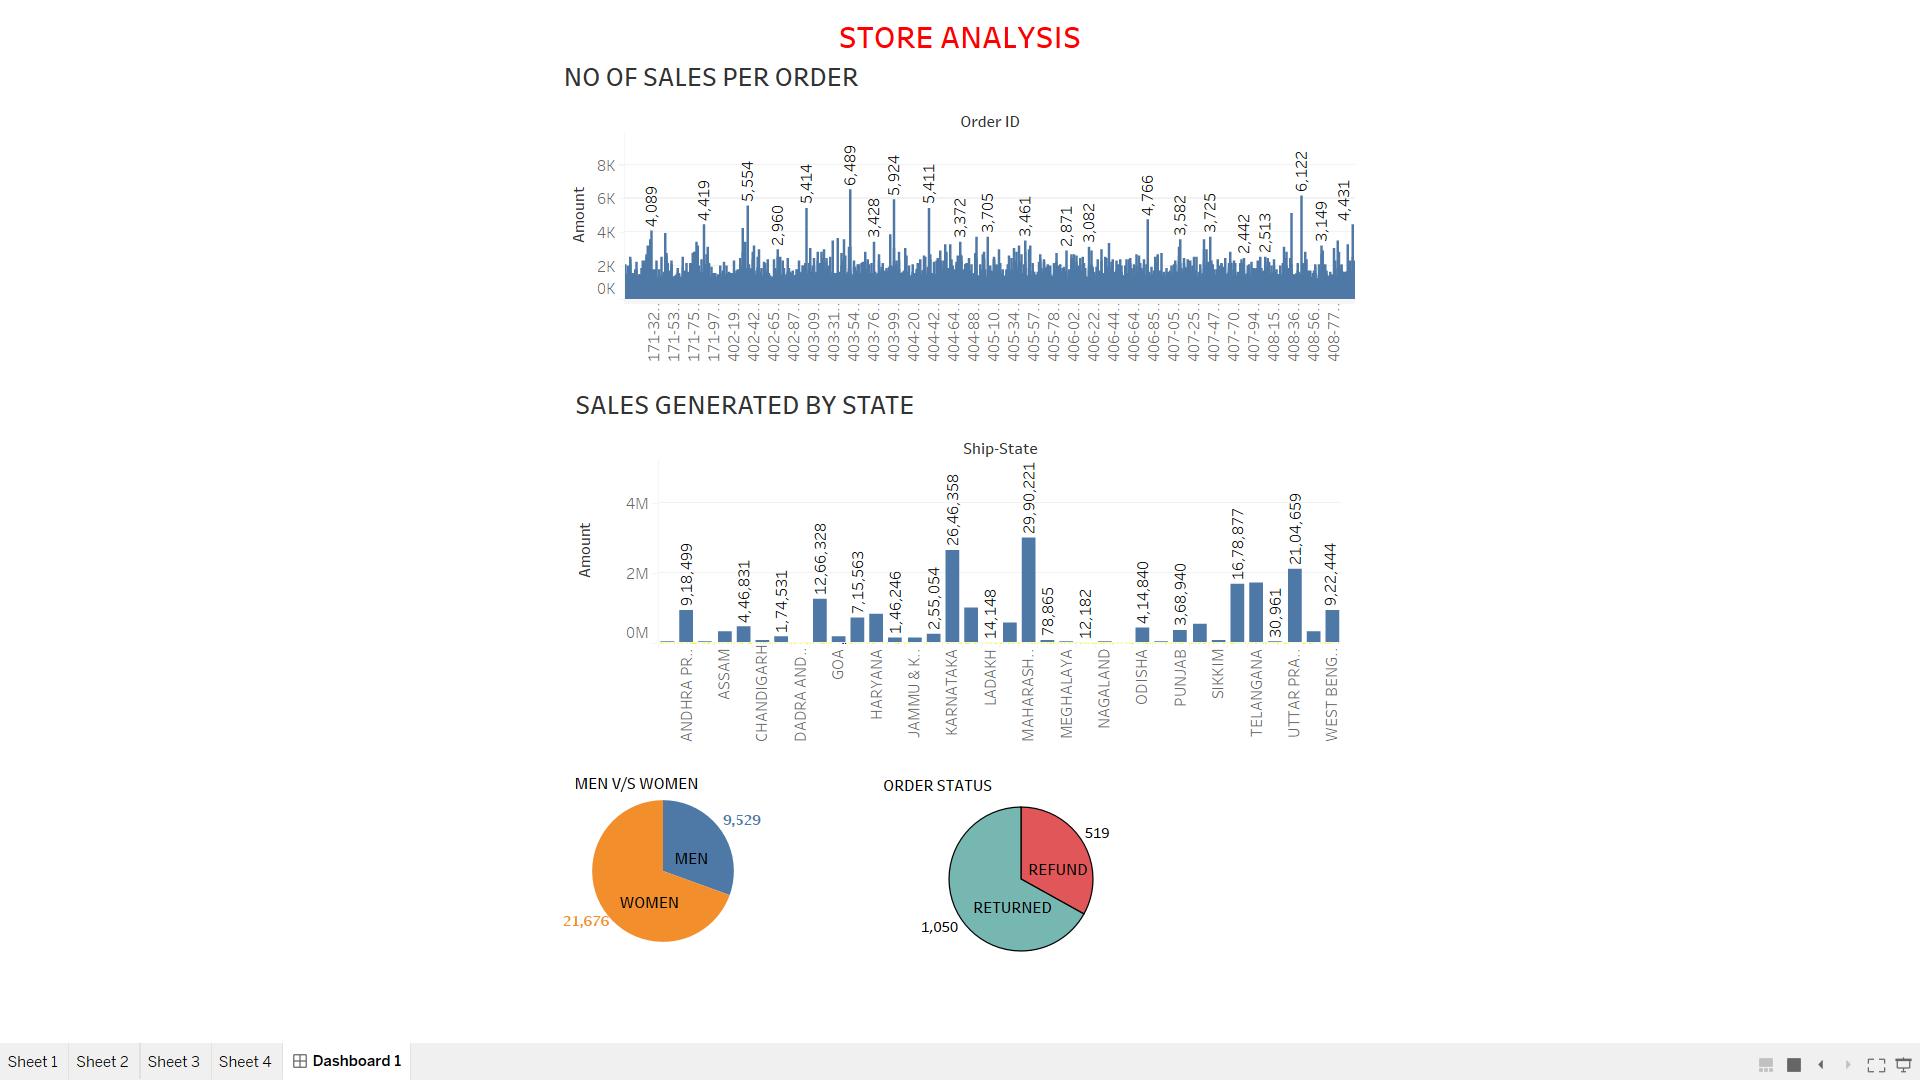 STORE ANALYSIS
NO OF SALES PER ORDER
Order ID
Amount
8K
6K
4K
2K
0K
4,089
4,419
5,554
2,960
5,414
6,489
3,428
5,924
5,411
3,372
3,705
3,461
2,871
3,082
4,766
3,582
3,725
2,442
2,513
6,122
3,149
4,431
171-32..
171-53..
171-75..
171-97..
402-19..
402-42..
402-65..
402-87..
403-09..
403-31..
403-54..
403-76..
403-99..
404-20..
404-42..
404-64..
404-88..
405-10..
405-34..
405-57..
405-78..
406-02..
406-22..
406-44..
406-64..
406-85..
407-05..
407-25..
407-47..
407-70..
407-94..
408-15..
408-36..
408-56..
408-77..
SALES GENERATED BY STATE
Ship-State
Amount
4M
2M
0M
9,18,499
4,46,831
1,74,531
12,66,328
7,15,563
1,46,246
2,55,054
26,46,358
14,148
29,90,221
78,865
12,182
4,14,840
3,68,940
16,78,877
30,961
21,04,659
9,22,444
ANDHRA PR..
ASSAM
CHANDIGARH
DADRA AND..
GOA
HARYANA
JAMMU & K..
KARNATAKA
LADAKH
MAHARASH..
MEGHALAYA
NAGALAND
ODISHA
PUNJAB
SIKKIM
TELANGANA
UTTAR PRA..
WEST BENG..
MEN V/S WOMEN
9,529
MEN
WOMEN
21,676
ORDER STATUS
519
REFUND
RETURNED
1,050
Sheet 1
Sheet 2
Sheet 3
Sheet 4
Dashboard 1